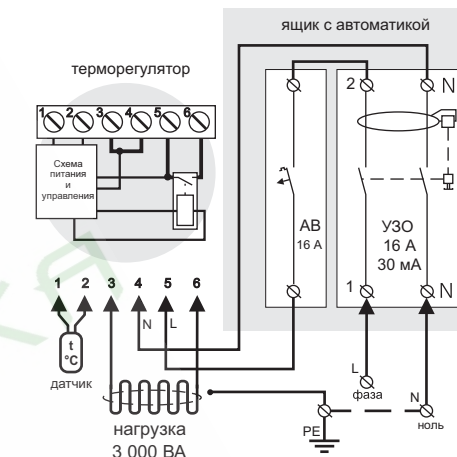 ящик с автоматикой
терморегулятор
1 2 3 4 5 6
Схема
питания
и
управления
2 N
АВ
16 А
УЗО
16 А
30 мА
1 N
1 2 3 4 5 6
N L
t
°C
датчик
нагрузка
3 000 ВА
L
фаза
N
ноль
PE